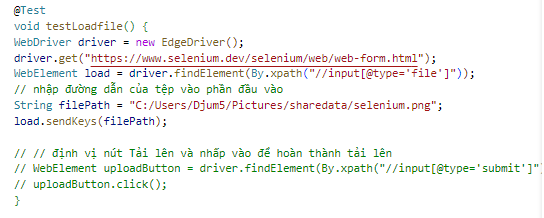 @Test
void testLoadfile() {
WebDriver driver = new EdgeDriver();
driver.get("https://www.selenium.dev/selenium/web/web-form.html");
WebElement load = driver.findElement(By.xpath("//input[@type='file']"));
// nhập đường dẫn của tệp vào phần đầu vào
String filePath = "C:/Users/Djum5/Pictures/sharedata/selenium.png";
load.sendKeys(filePath);
// // định vị nút Tải lên và nhấp vào để hoàn thành tải lên
// WebElement uploadButton = driver.findElement(By.xpath("//input[@type='submit']"
// uploadButton.click();
}